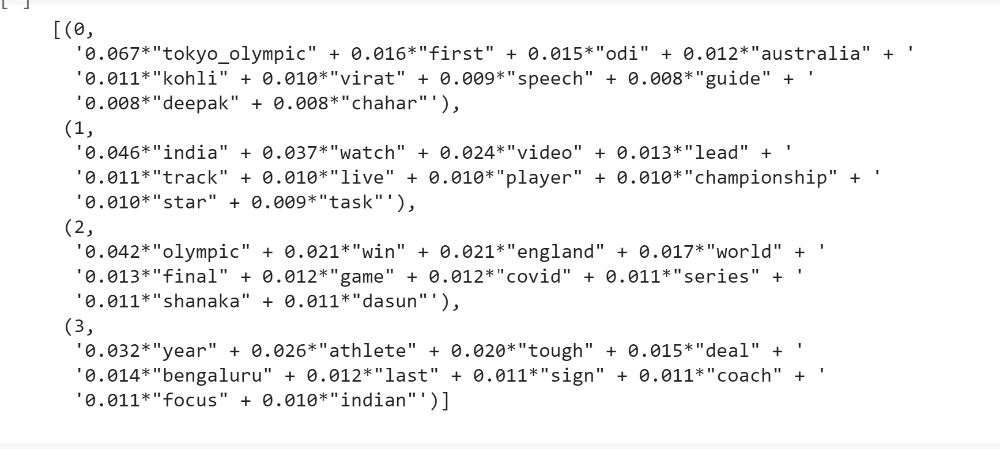 [ ]
[(0,
'0.067*"tokyo_olympic" + 0.016*"first" + 0.015*"odi" + 0.012*"australia" + '
'0.011*"kohli" + 0.010*"virat" + 0.009*"speech" + 0.008*"guide" + '
'0.008*"deepak" + 0.008*"chahar"'),
(1,
'0.046*"india" + 0.037*"watch" + 0.024*"video" + 0.013*"lead" + '
'0.011*"track" + 0.010*"live" + 0.010*"player" + 0.010*"championship" + '
'0.010*"star" + 0.009*"task"'),
(2,
'0.042*"olympic" + 0.021*"win" + 0.021*"england" + 0.017*"world" + '
'0.013*"final" + 0.012*"game" + 0.012*"covid" + 0.011*"series" + '
'0.011*"shanaka" + 0.011*"dasun"'),
(3,
'0.032*"year" + 0.026*"athlete" + 0.020*"tough" + 0.015*"deal" + '
'0.014*"bengaluru" + 0.012*"last" + 0.011*"sign" + 0.011*"coach" + '
'0.011*"focus" + 0.010*"indian"')]